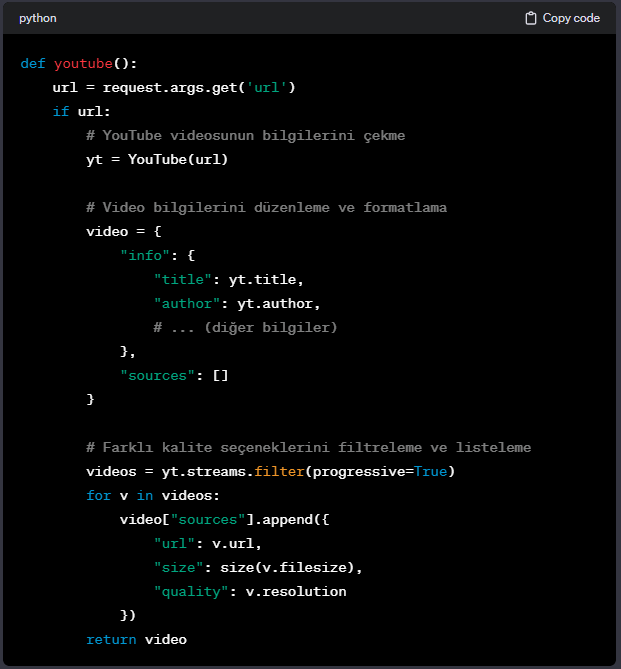 python
Copy code
def youtube():
    url = request.args.get('url')
    if url:
        # YouTube videosunun bilgilerini çekme
        yt = YouTube(url)

        # Video bilgilerini düzenleme ve formatlama
        video = {
            "info": {
                "title": yt.title,
                "author": yt.author,
                # ... (diğer bilgiler)
            },
            "sources": []
        }

        # Farklı kalite seçeneklerini filtreleme ve listeleme
        videos = yt.streams.filter(progressive=True)
        for v in videos:
            video["sources"].append({
                "url": v.url,
                "size": size(v.filesize),
                "quality": v.resolution
            })
        return video